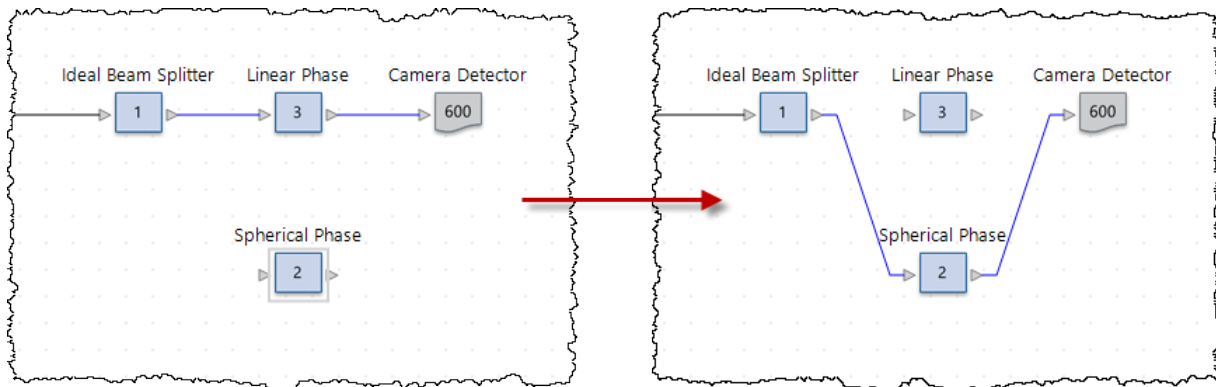 Ideal Beam Splitter Linear Phase Camera Detector
1 3 600
Spherical Phase
2
Ideal Beam Splitter Linear Phase Camera Detector
1 3 600
Spherical Phase
2